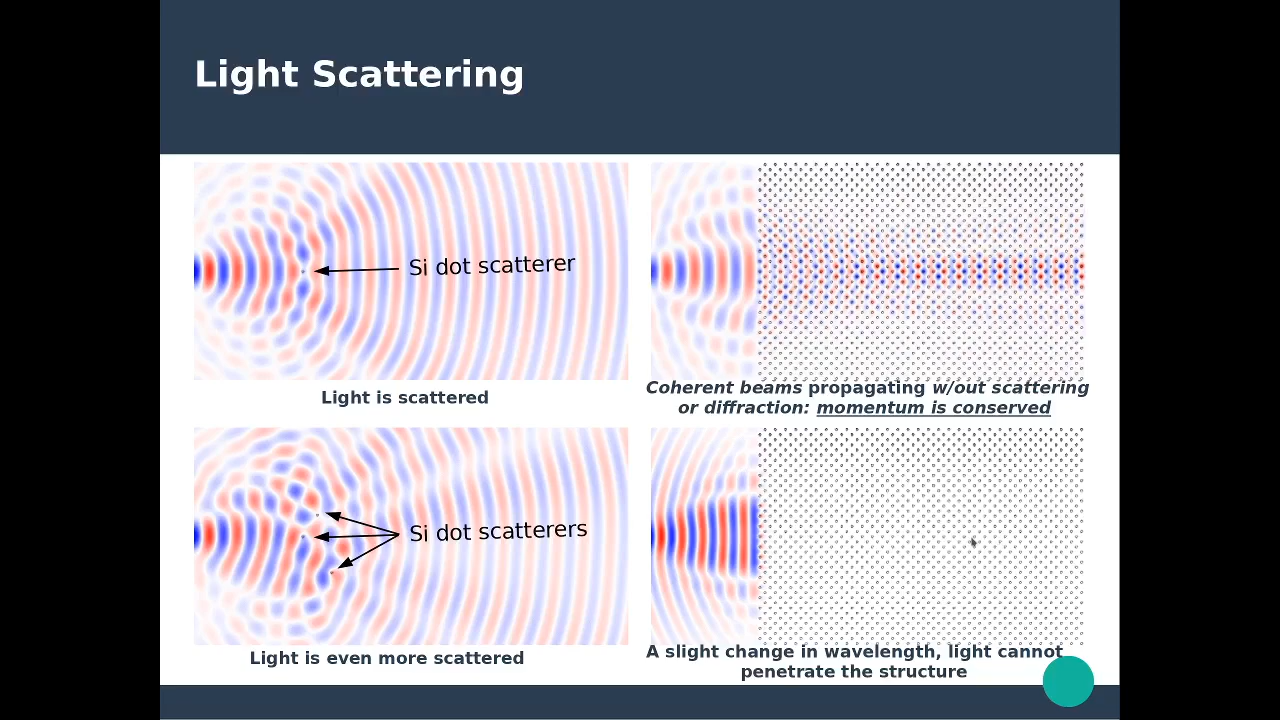 Light Scattering
Si dot scatterer
Light is scattered
Coherent beams propagating w/out scattering
or diffraction: momentum is conserved
Si dot scatterers
Light is even more scattered
A slight change in wavelength, light cannot
penetrate the structure